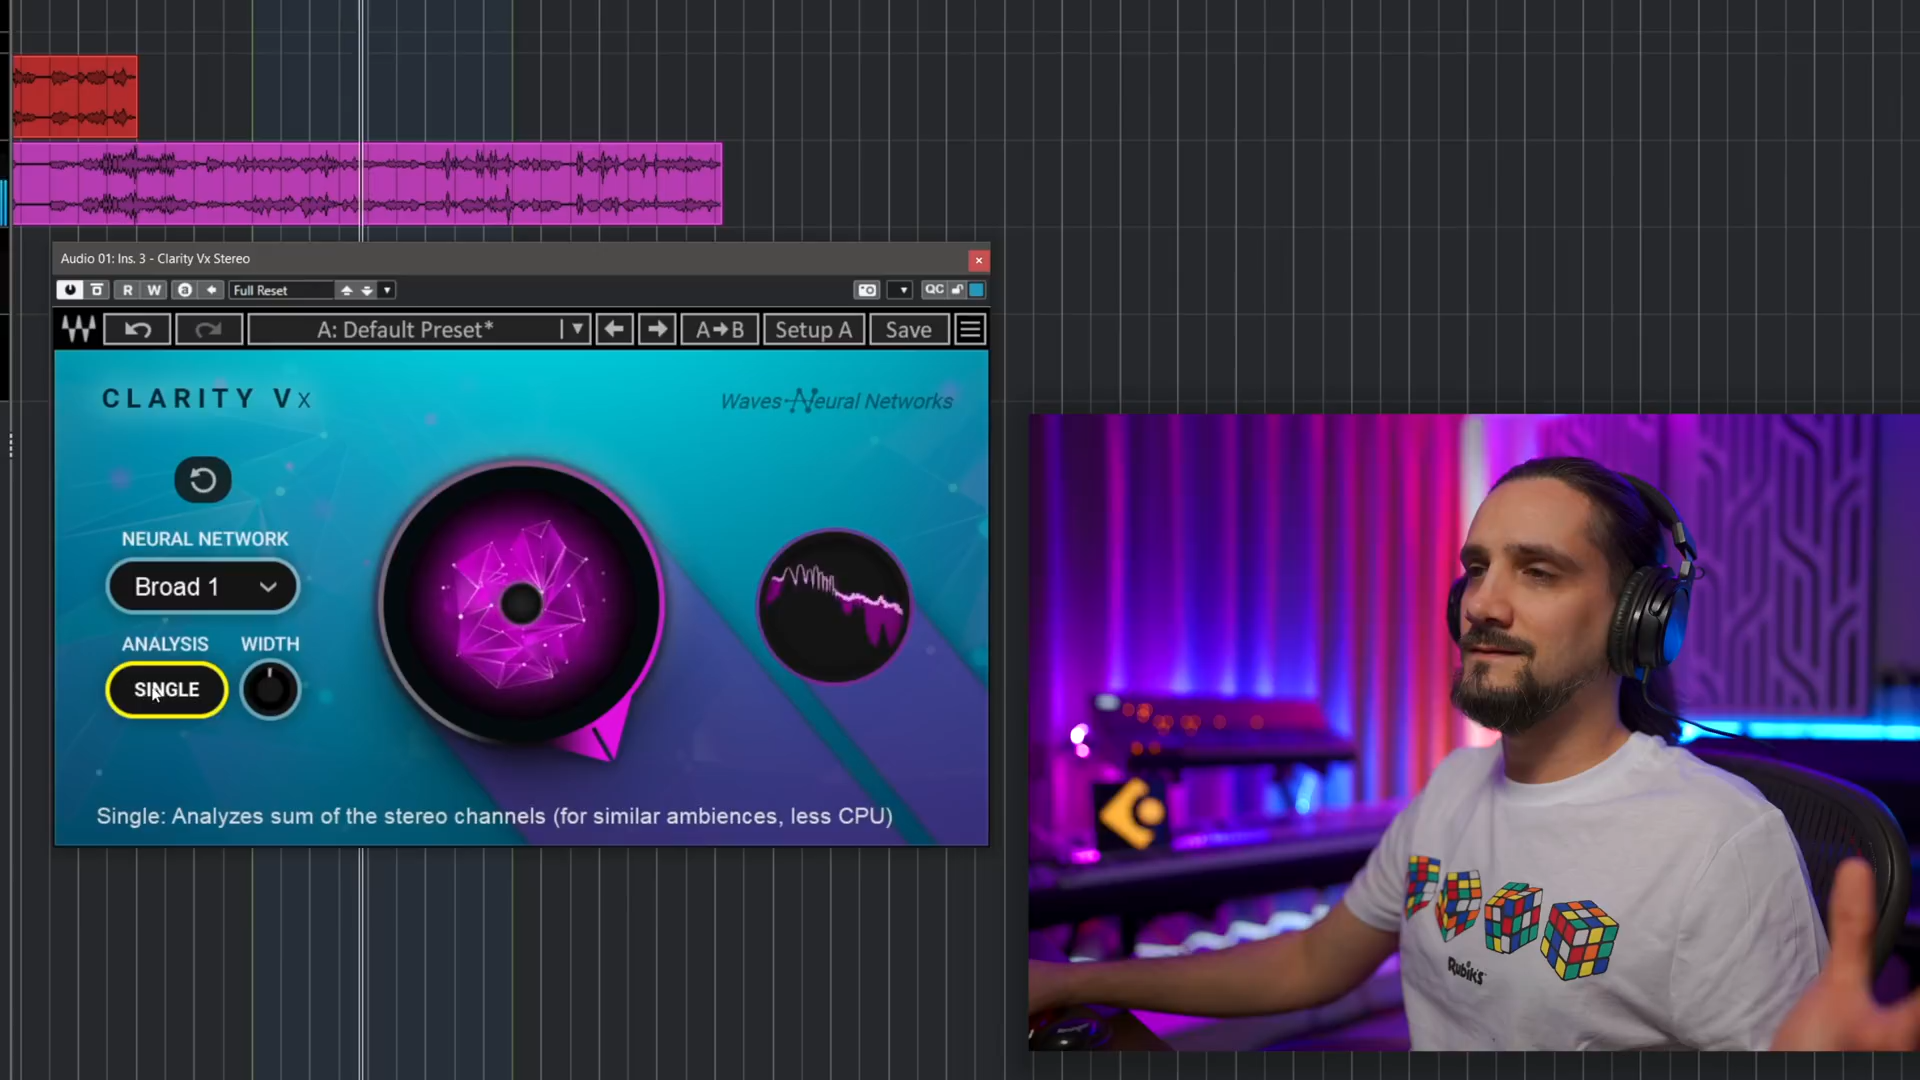 Audio 01: Ins. 3 - Clarity Vx Stereo
R W a Full Reset QC
A: Default Preset* A→B Setup A Save
CLARITY Vx
Waves Neural Networks
NEURAL NETWORK
Broad 1
ANALYSIS WIDTH
SINGLE
Single: Analyzes sum of the stereo channels (for similar ambiences, less CPU)
Rubik's